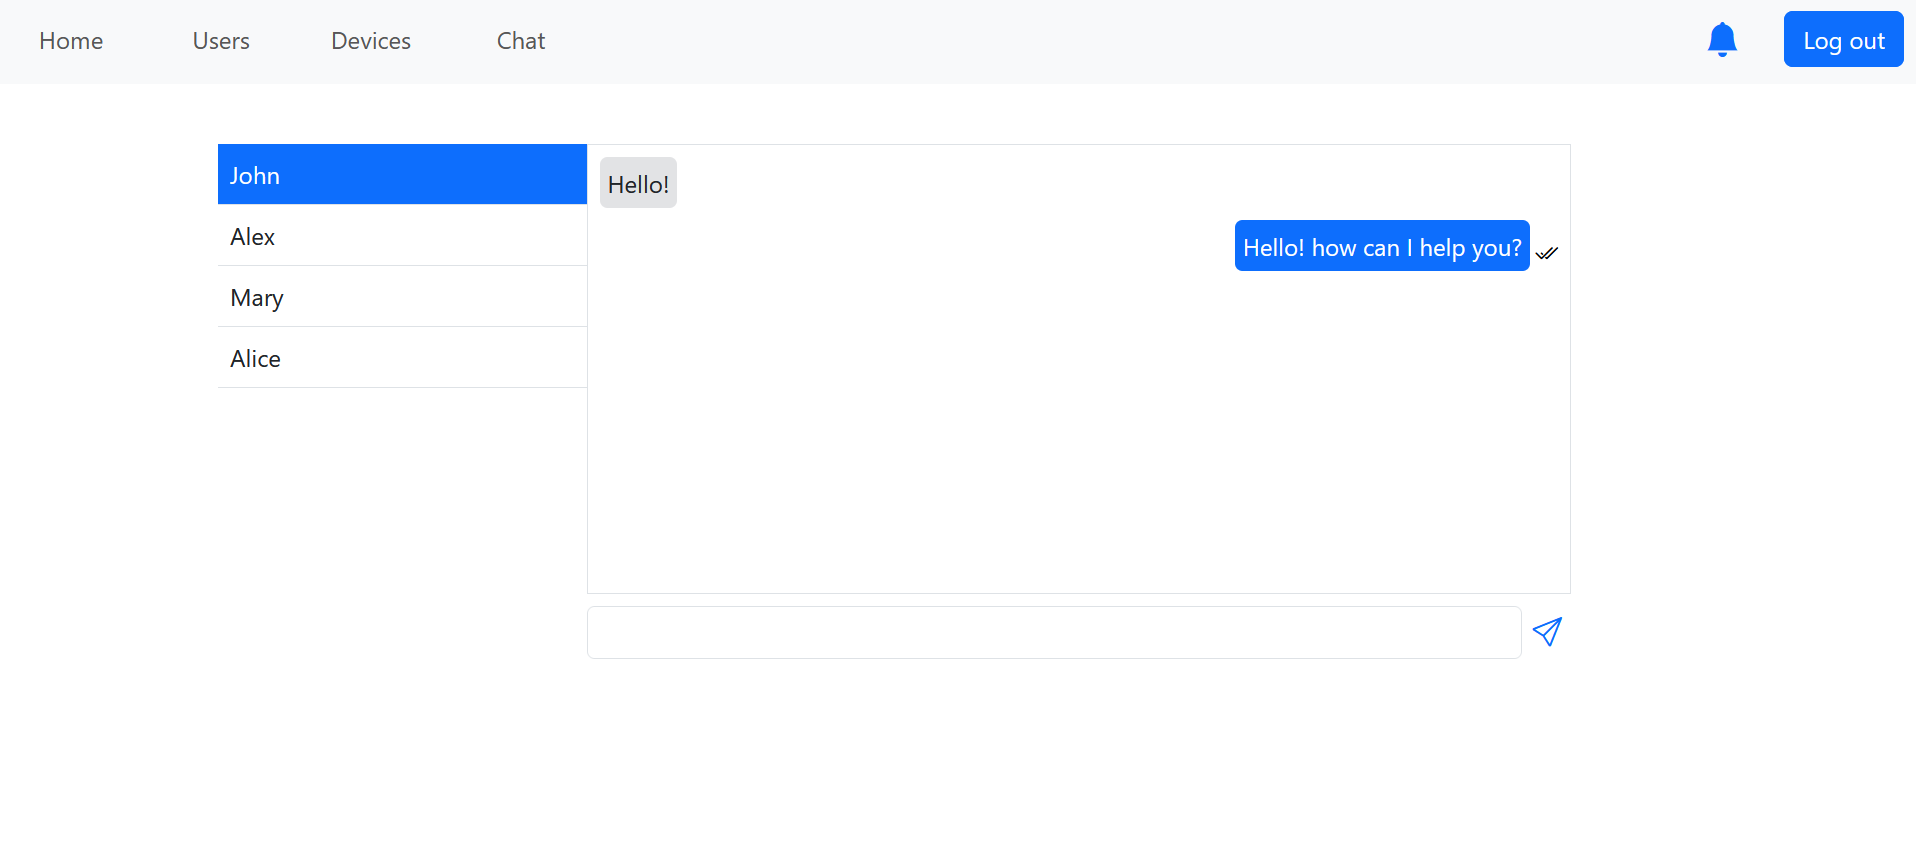 Home Users Devices Chat Log out
John
Alex
Mary
Alice
Hello!
Hello! how can I help you?